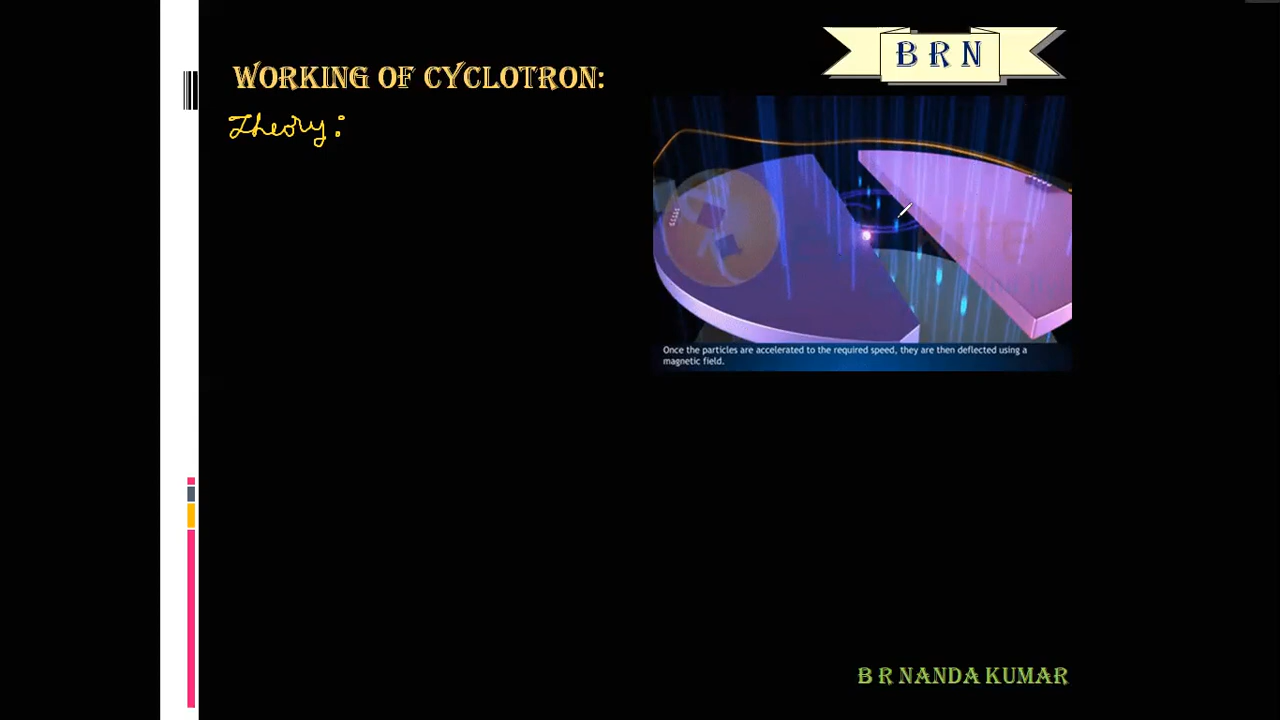 B R N
WORKING OF CYCLOTRON:
Theory:
Once the particles are accelerated to the required speed, they are then deflected using a
magnetic field.
B R NANDA KUMAR